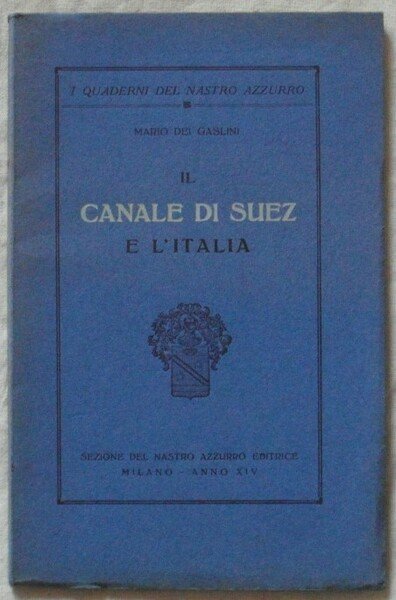 I QUADERNI DEL NASTRO AZZURRO
MARIO DEI GASLINI
IL
CANALE DI SUEZ
E L'ITALIA
SEZIONE DEL NASTRO AZZURRO EDITRICE
MILANO - ANNO XIV